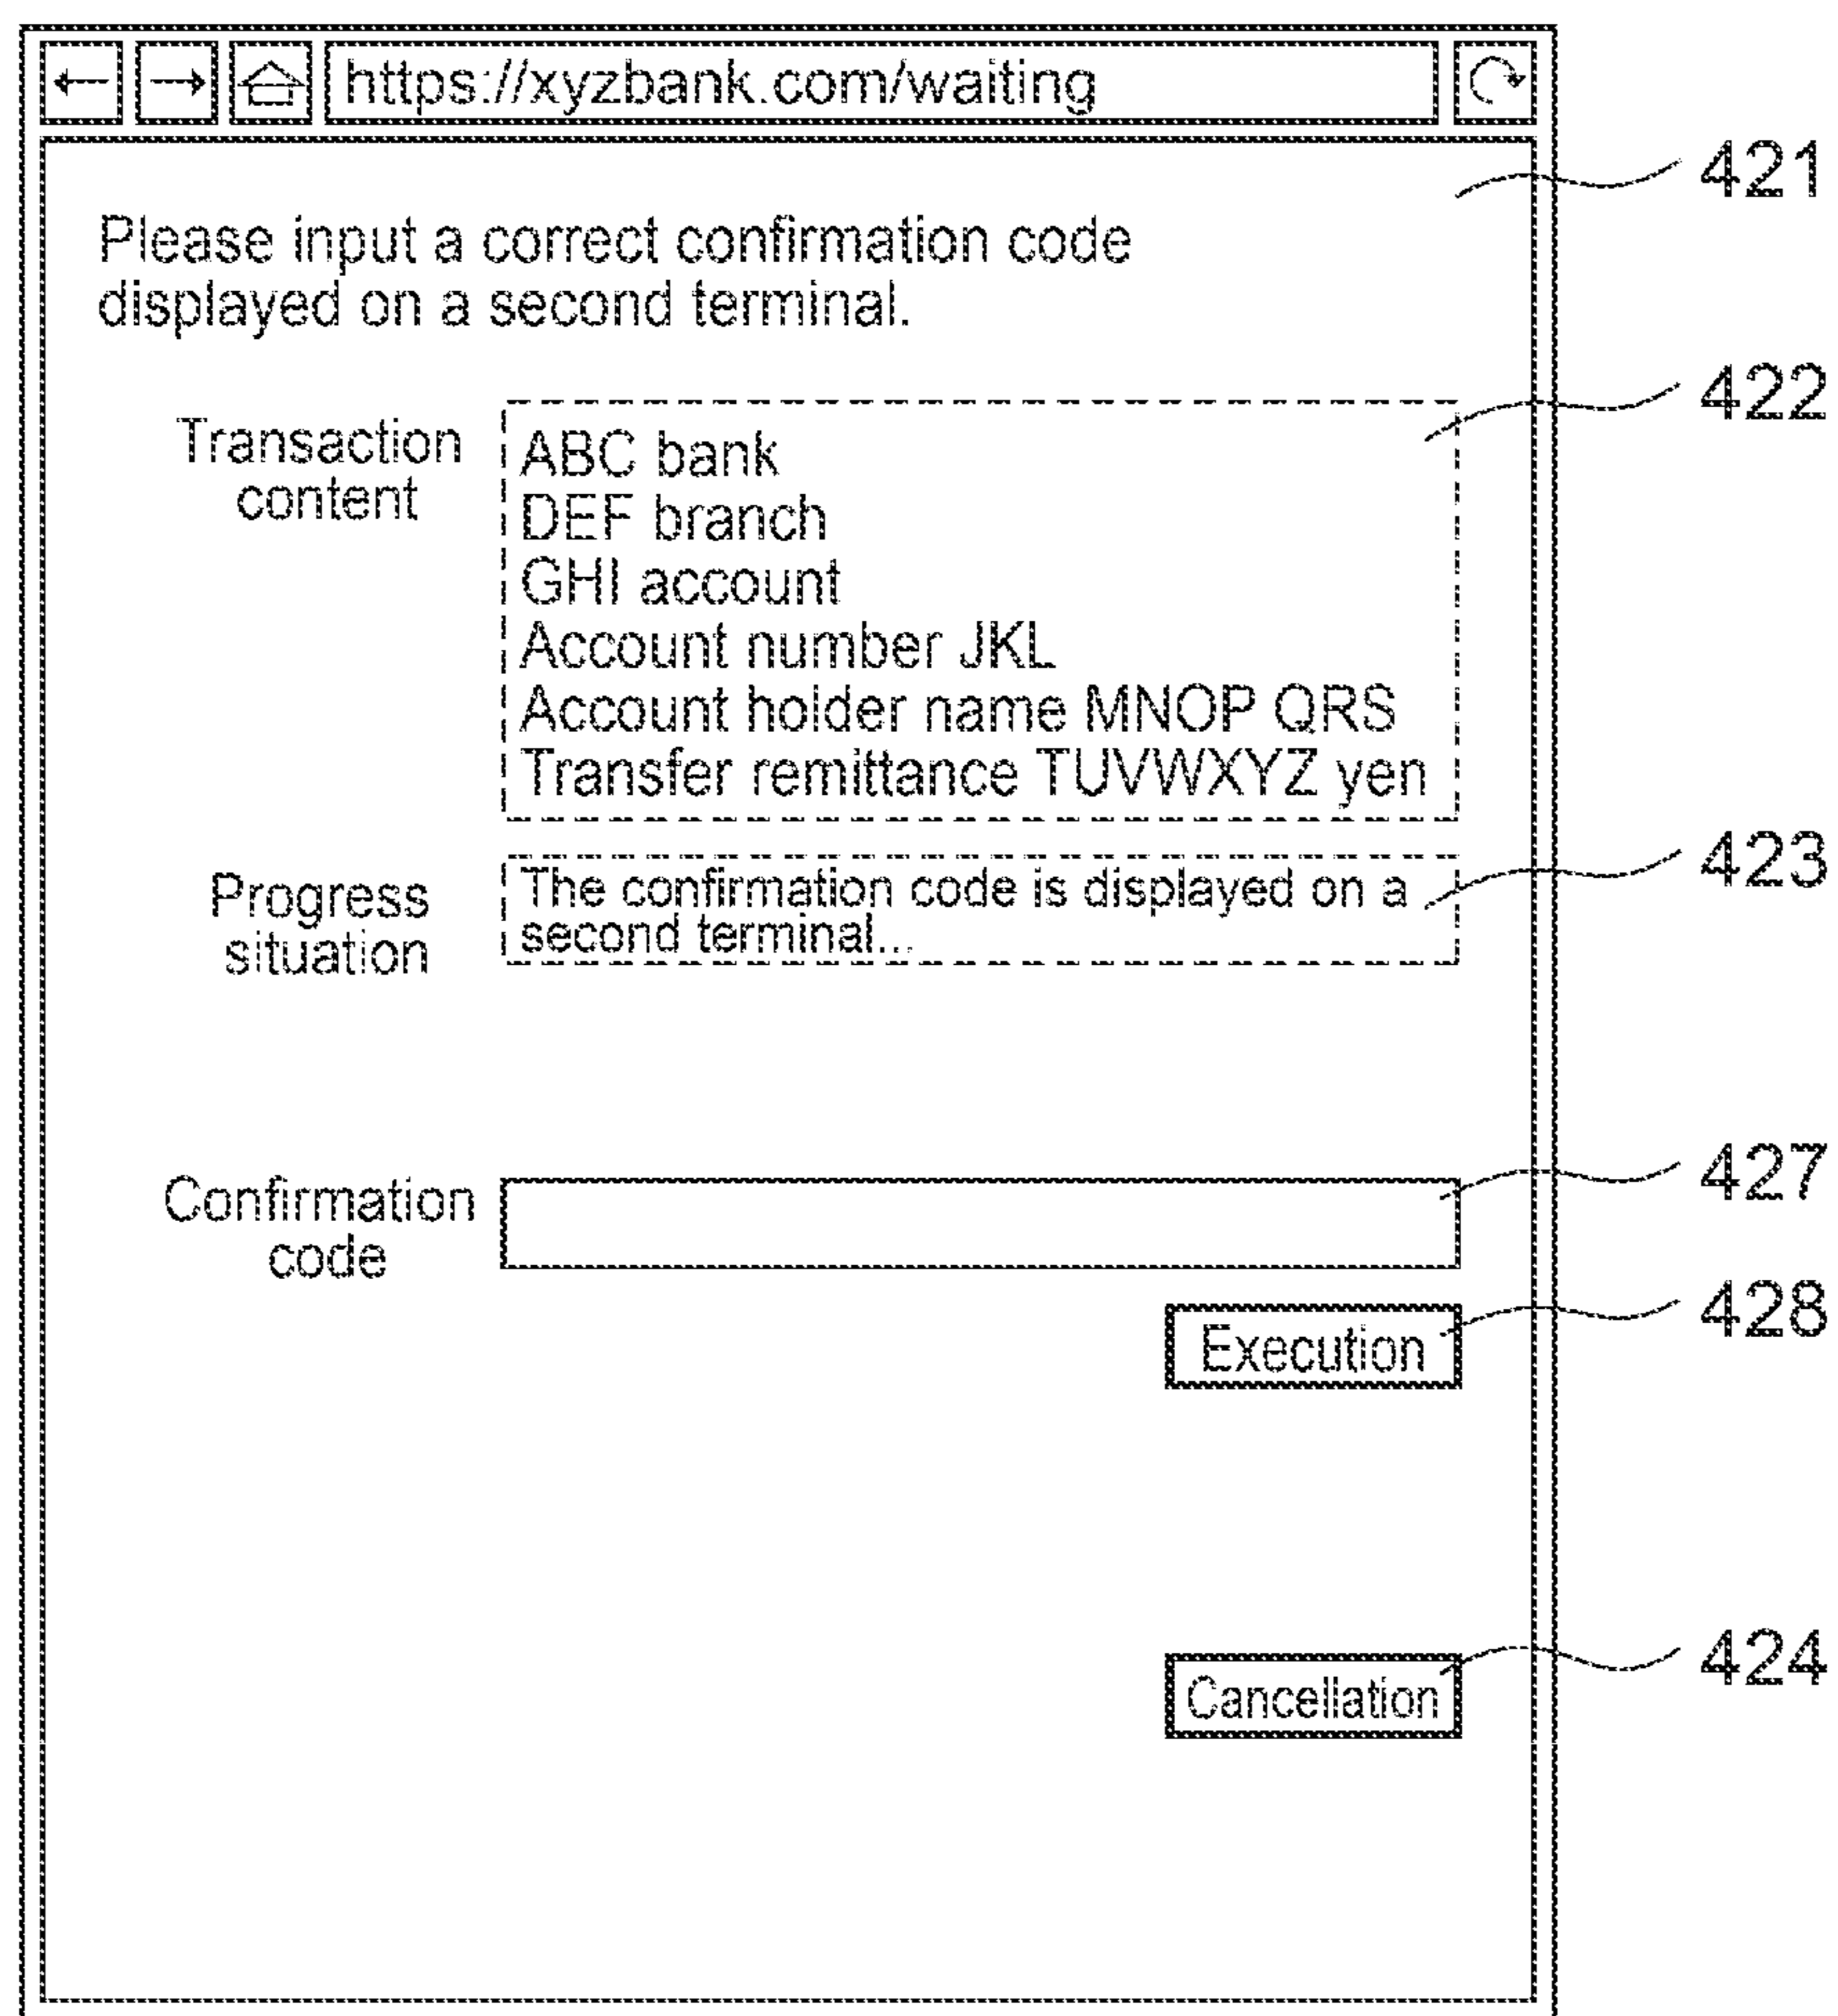 https://xyzbank.com/waiting
421
Please input a correct confirmation code
displayed on a second terminal.
422
Transaction
content
ABC bank
DEF branch
GHI account
Account number JKL
Account holder name MNOP QRS
Transfer remittance TUVWXYZ yen
423
Progress
situation
The confirmation code is displayed on a
second terminal...
427
Confirmation
code
428
Execution
424
Cancellation